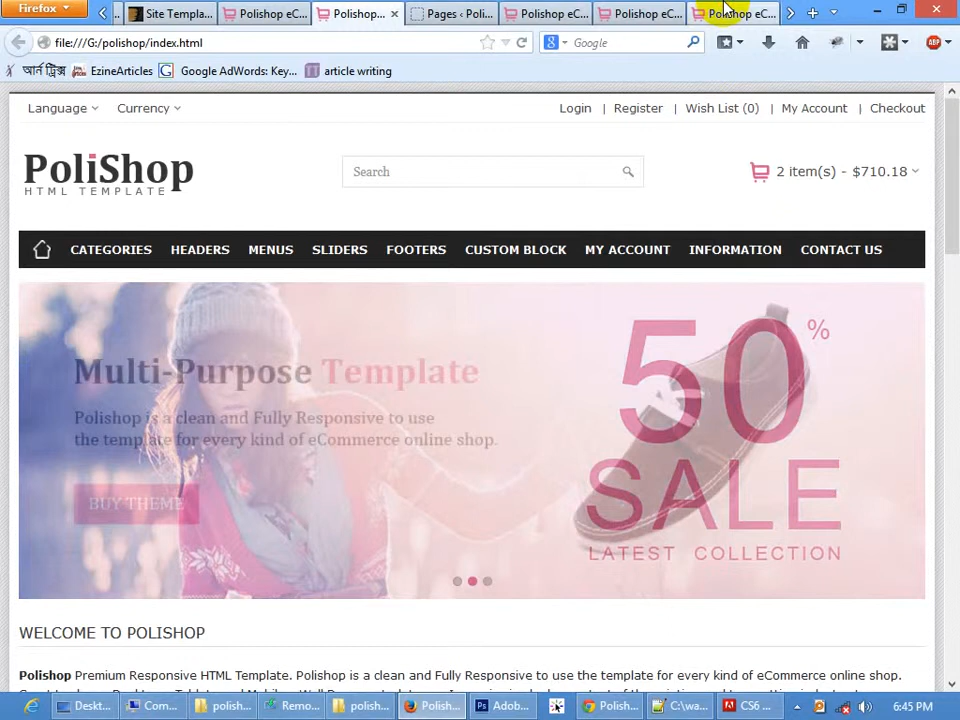 Firefox
Site Templa...
Polishop eC...
Polishop...
Pages ‹ Poli...
Polishop eC...
Polishop eC...
Polishop eC...
file:///G:/polishop/index.html
Google
আর্ন ট্রিক্স
EzineArticles
Google AdWords: Key...
article writing
Language
Currency
Login | Register | Wish List (0) | My Account | Checkout
PoliShop
HTML TEMPLATE
Search
2 item(s) - $710.18
CATEGORIES HEADERS MENUS SLIDERS FOOTERS CUSTOM BLOCK MY ACCOUNT INFORMATION CONTACT US
50%
SALE
LATEST COLLECTION
Multi-Purpose Template
Polishop is a clean and Fully Responsive to use
the template for every kind of eCommerce online shop.
BUY THEME
WELCOME TO POLISHOP
Polishop Premium Responsive HTML Template. Polishop is a clean and Fully Responsive to use the template for every kind of eCommerce online shop.
Deskt...
Com...
polish...
Remo...
polish...
Polish...
Adob...
Polish...
C:\wa...
CS6 ...
6:45 PM